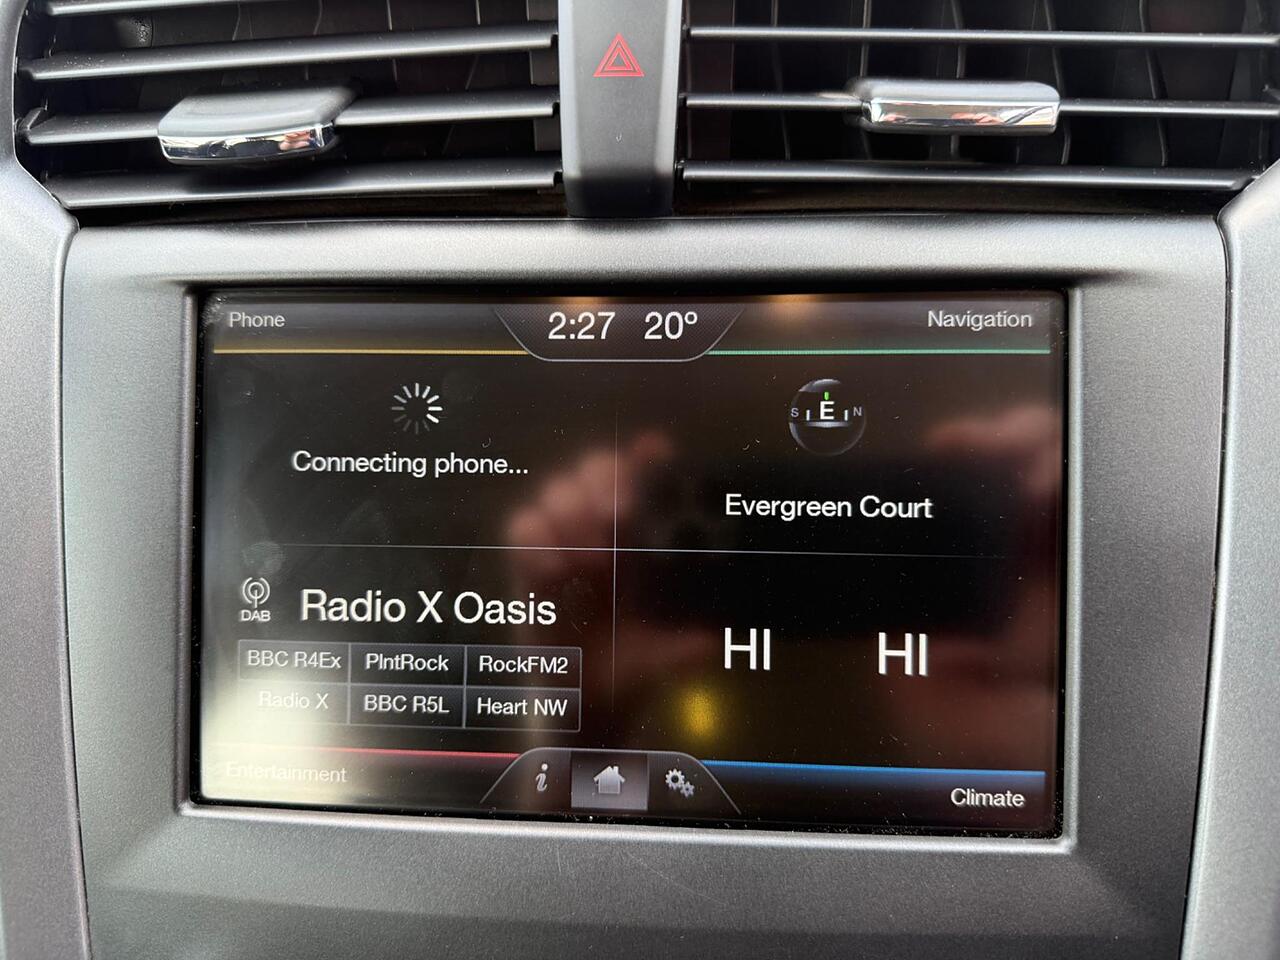 Phone
2:27 20°
Navigation
Connecting phone...
S E N
Evergreen Court
DAB
Radio X Oasis
BBC R4Ex PlntRock RockFM2
Radio X BBC R5L Heart NW
HI HI
Entertainment
i
Climate